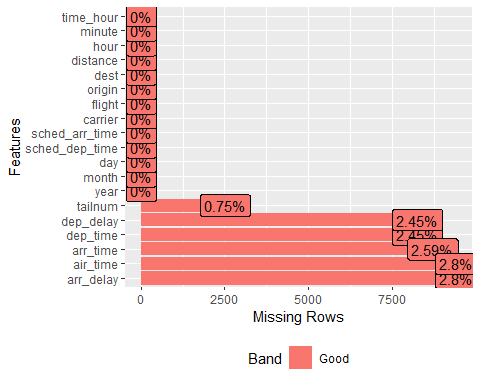 time_hour 0%
minute 0%
hour 0%
distance 0%
dest 0%
origin 0%
flight 0%
carrier 0%
sched_arr_time 0%
sched_dep_time 0%
day 0%
month 0%
year 0%
tailnum 0.75%
dep_delay 2.45%
dep_time 2.45%
arr_time 2.59%
air_time 2.8%
arr_delay 2.8%
Features
0 2500 5000 7500
Missing Rows
Band Good